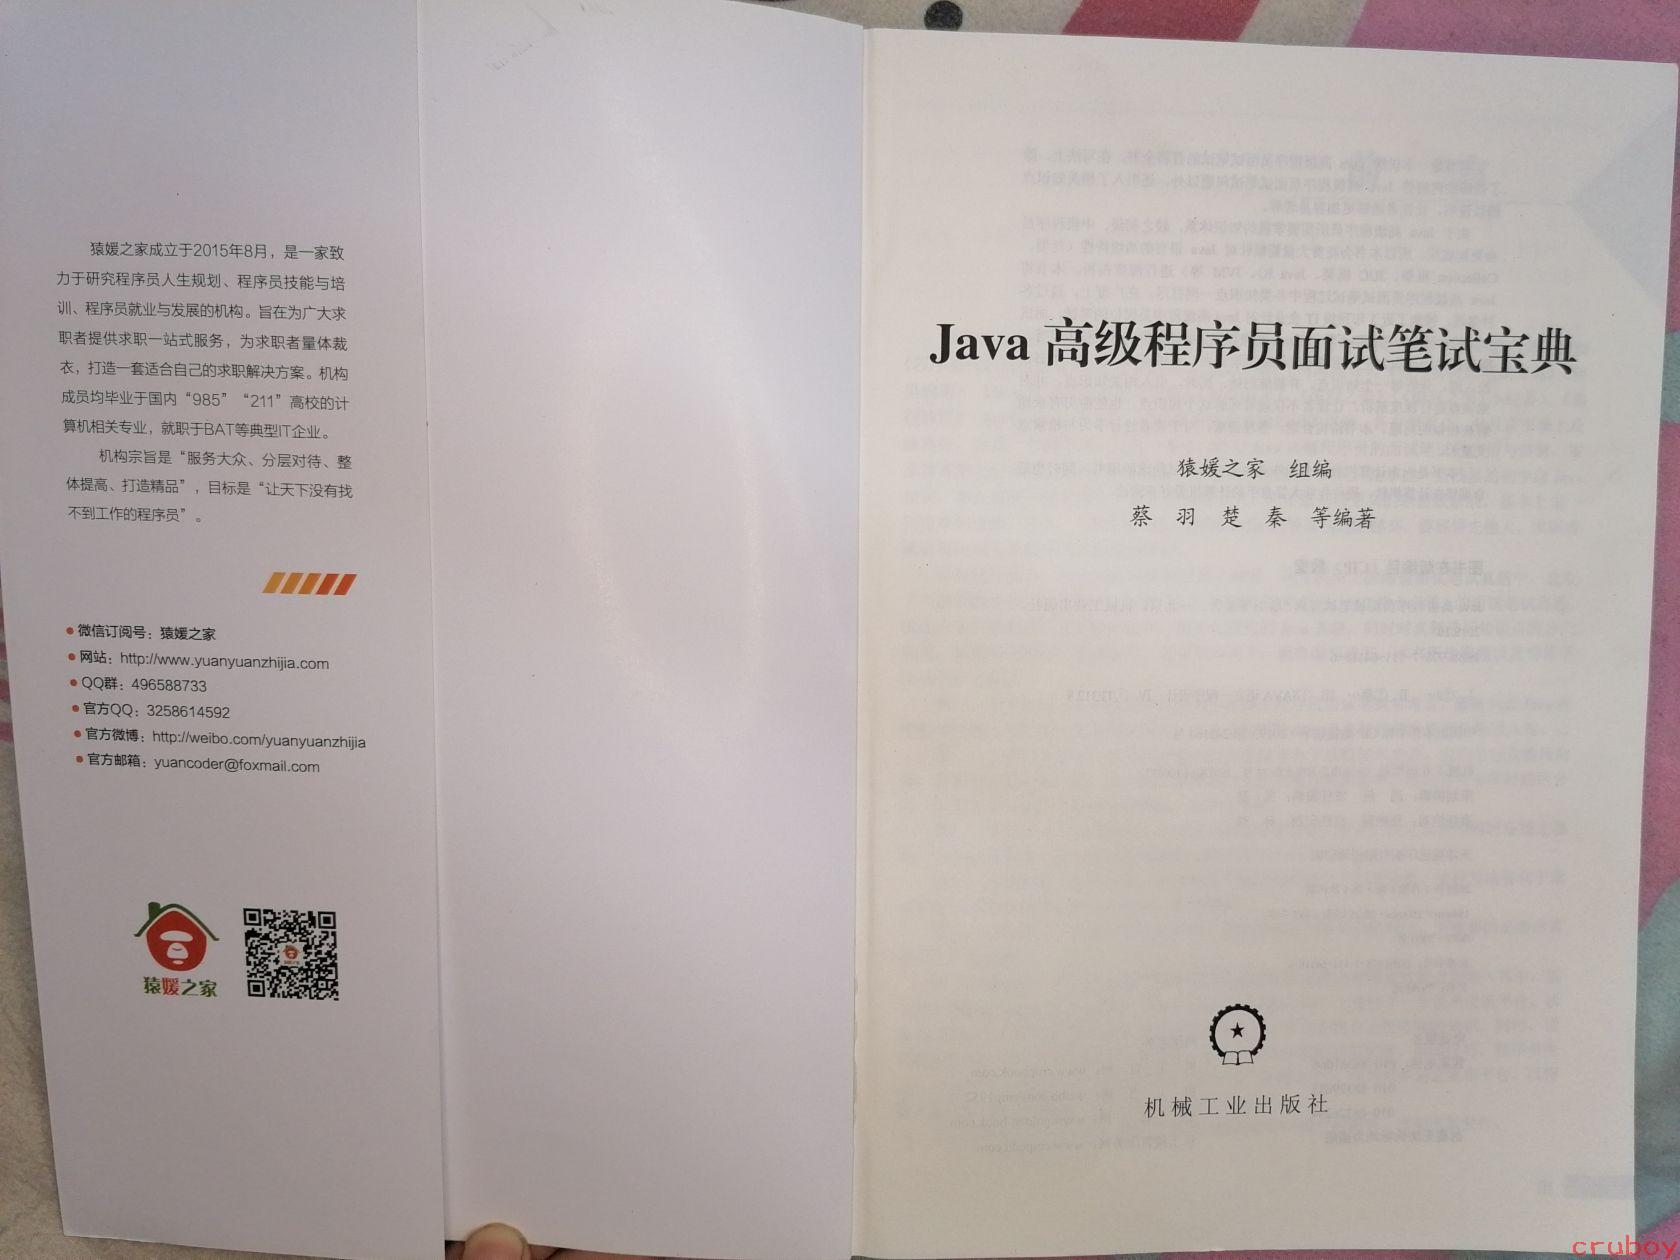 猿媛之家成立于2015年8月，是一家致
力于研究程序员人生规划、程序员技能与培
训、程序员就业与发展的机构。旨在为广大求
职者提供求职一站式服务，为求职者量体裁
衣，打造一套适合自己的求职解决方案。机构
成员均毕业于国内“985”“211”高校的计
算机相关专业，就职于BAT等典型IT企业。
机构宗旨是“服务大众、分层对待、整
体提高、打造精品”，目标是“让天下没有找
不到工作的程序员”。
微信订阅号：猿媛之家
网站：http://www.yuanyuanzhijia.com
QQ群：496588733
官方QQ：3258614592
官方微博：http://weibo.com/yuanyuanzhijia
官方邮箱：yuancoder@foxmail.com
猿媛之家
Java 高级程序员面试笔试宝典
猿媛之家 组编
蔡 羽 楚 秦 等编著
机械工业出版社
cruboy